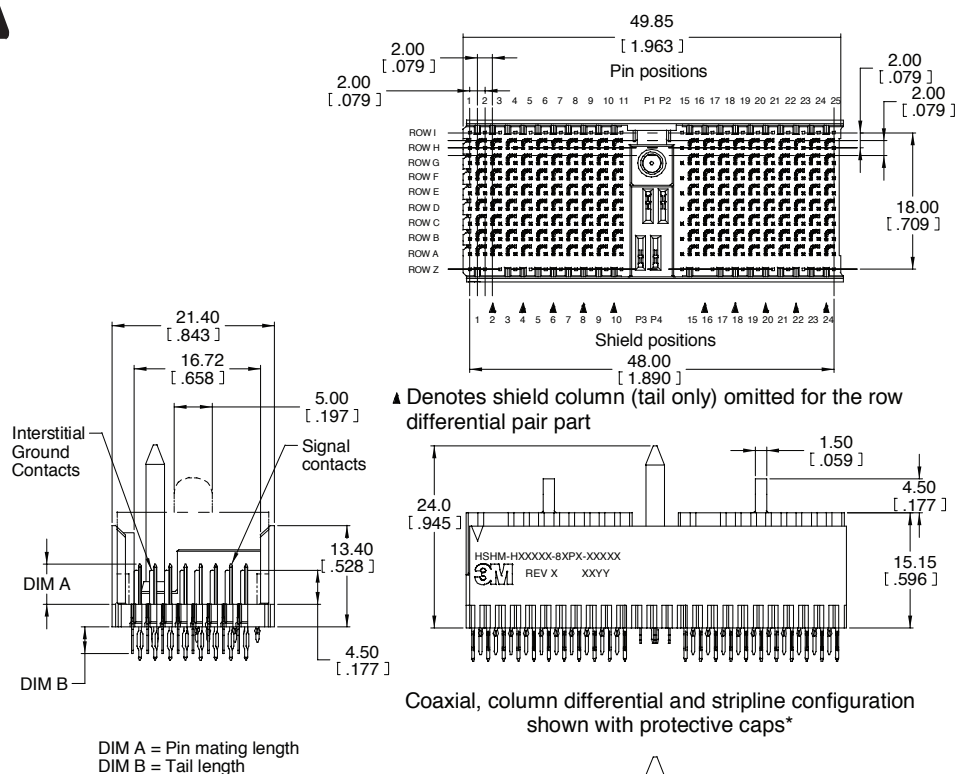 49.85
[ 1.963 ]
Pin positions
2.00
[ .079 ]
2.00
[ .079 ]
2.00
[ .079 ]
2.00
[ .079 ]
1 2 3 4 5 6 7 8 9 10 11 P1 P2 15 16 17 18 19 20 21 22 23 24 25
ROW I
ROW H
ROW G
ROW F
ROW E
ROW D
ROW C
ROW B
ROW A
ROW Z
18.00
[ .709 ]
1 2 3 4 5 6 7 8 9 10 P3 P4 15 16 17 18 19 20 21 22 23 24
Shield positions
48.00
[ 1.890 ]
▲ Denotes shield column (tail only) omitted for the row
differential pair part
21.40
[ .843 ]
16.72
[ .658 ]
5.00
[ .197 ]
Interstitial
Ground
Contacts
Signal
contacts
DIM A
13.40
[ .528 ]
4.50
[ .177 ]
DIM B
DIM A = Pin mating length
DIM B = Tail length
1.50
[ .059 ]
4.50
[ .177 ]
24.0
[ .945 ]
15.15
[ .596 ]
HSHM-HXXXXX-8XPX-XXXXX
3M REV X XXYY
Coaxial, column differential and stripline configuration
shown with protective caps*